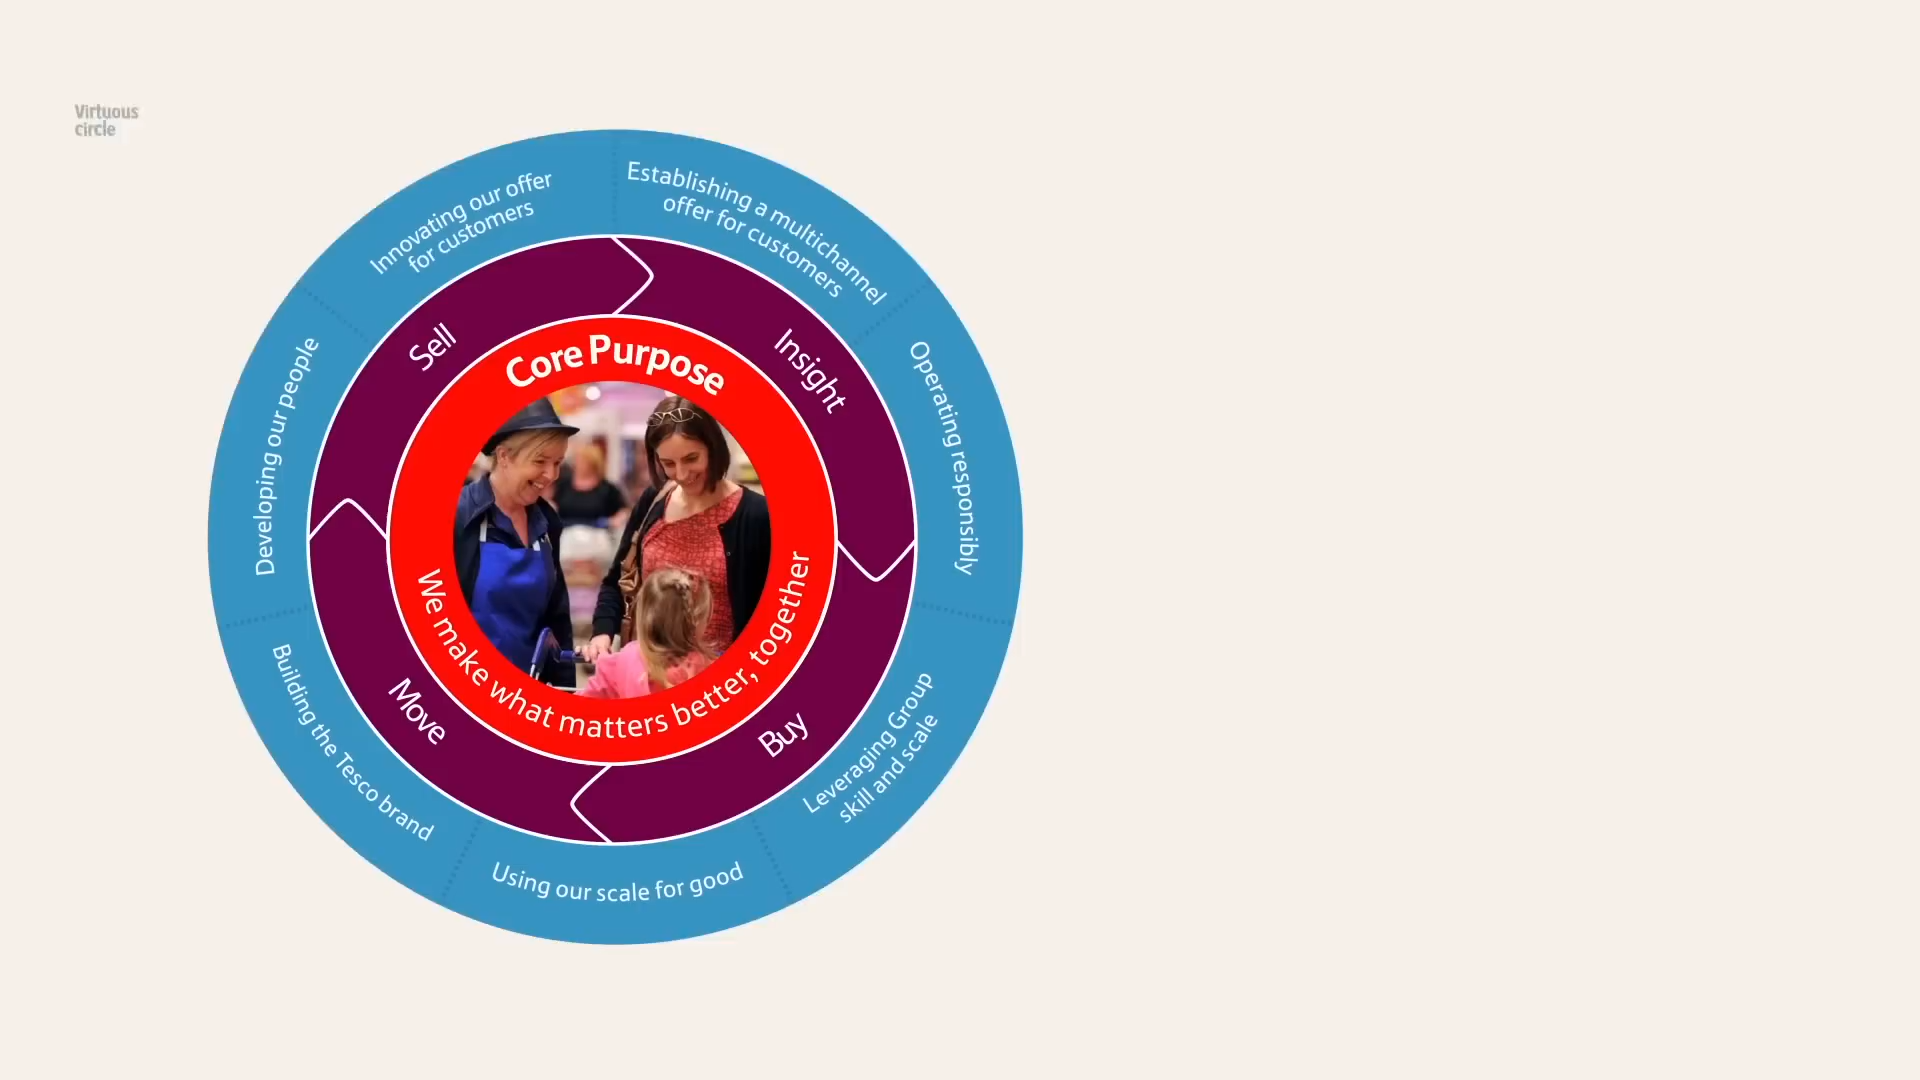 Virtuous
circle
Core Purpose
We make what matters better, together
Insight
Buy
Move
Sell
Establishing a multichannel
offer for customers
Operating responsibly
Leveraging Group
skill and scale
Using our scale for good
Building the Tesco brand
Developing our people
Innovating our offer
for customers